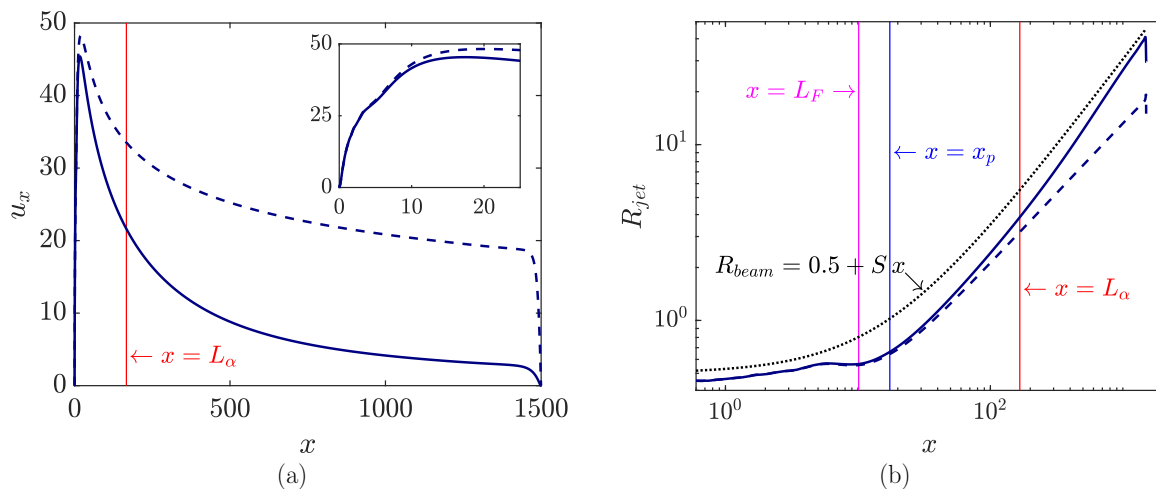 50
40
30
20
10
0
u_x
0
500
1000
1500
x
50
25
0
0
10
20
← x = L_α
(a)
10^1
10^0
R_jet
x = L_F →
← x = x_p
R_beam = 0.5 + S x
← x = L_α
10^0
10^2
x
(b)